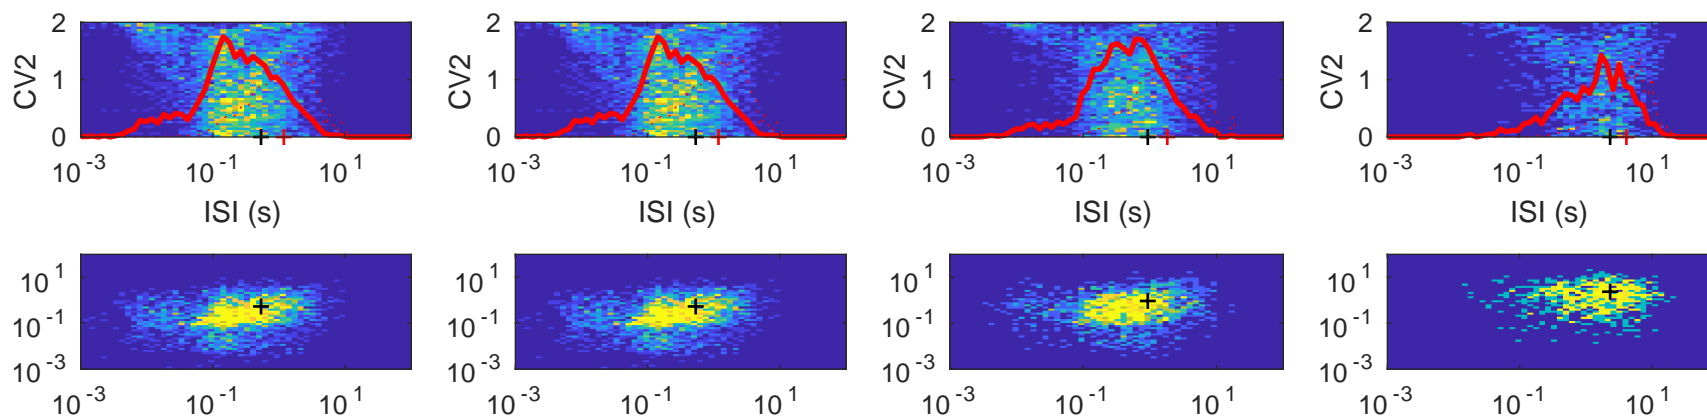 2 2 2 2
CV2 CV2 CV2 CV2
1 1 1 1
0 0 0 0
10 -3 10 -1 10 1 10 -3 10 -1 10 1 10 -3 10 -1 10 1 10 -3 10 -1 10 1
ISI (s) ISI (s) ISI (s) ISI (s)
10 1 10 1 10 1 10 1
10 -1 10 -1 10 -1 10 -1
10 -3 10 -3 10 -3 10 -3
10 -3 10 -1 10 1 10 -3 10 -1 10 1 10 -3 10 -1 10 1 10 -3 10 -1 10 1